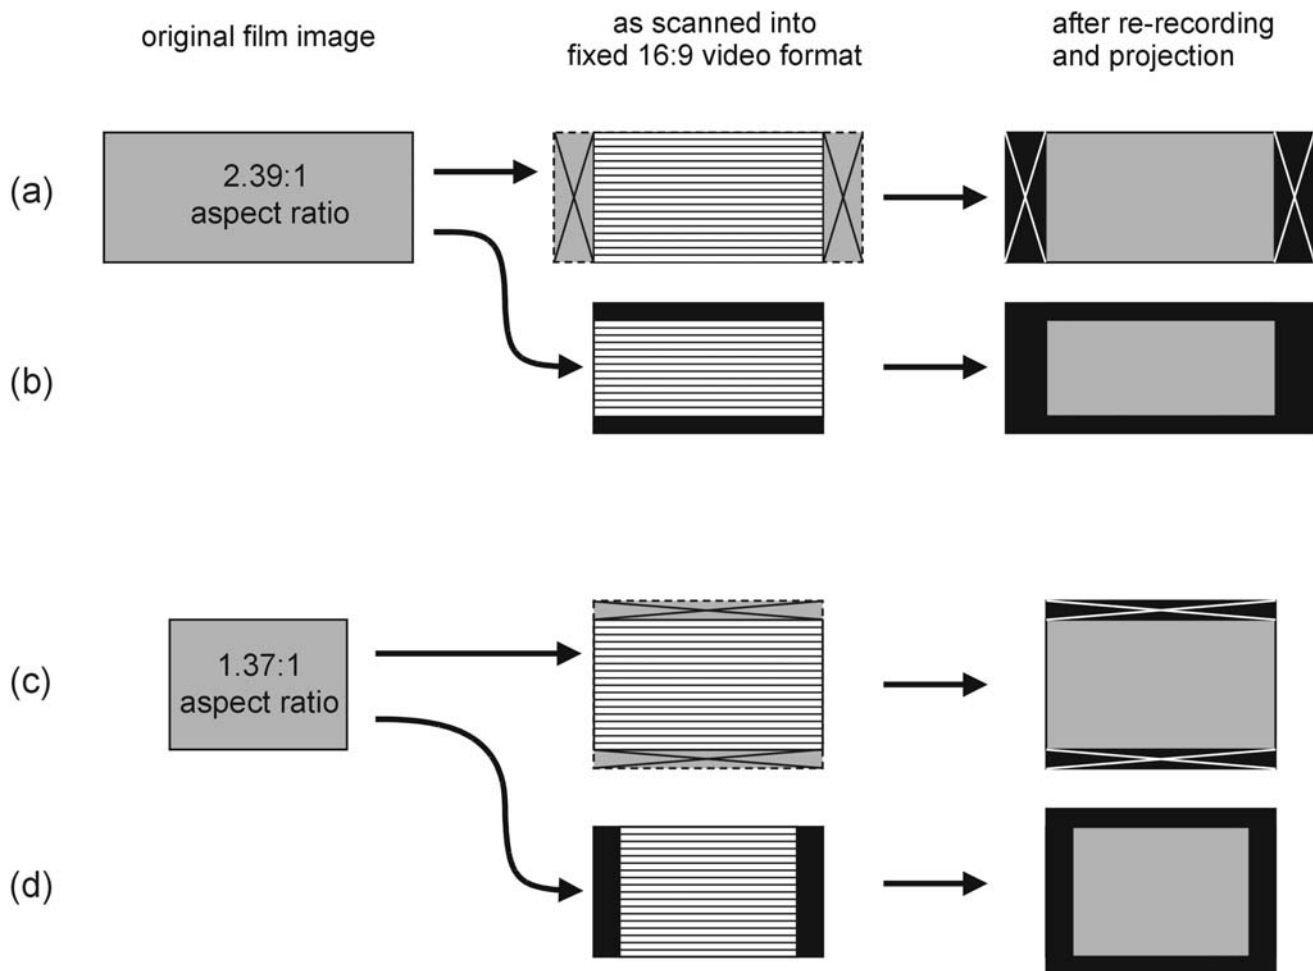 original film image
as scanned into
fixed 16:9 video format
after re-recording
and projection
(a)
2.39:1
aspect ratio
(b)
(c)
1.37:1
aspect ratio
(d)